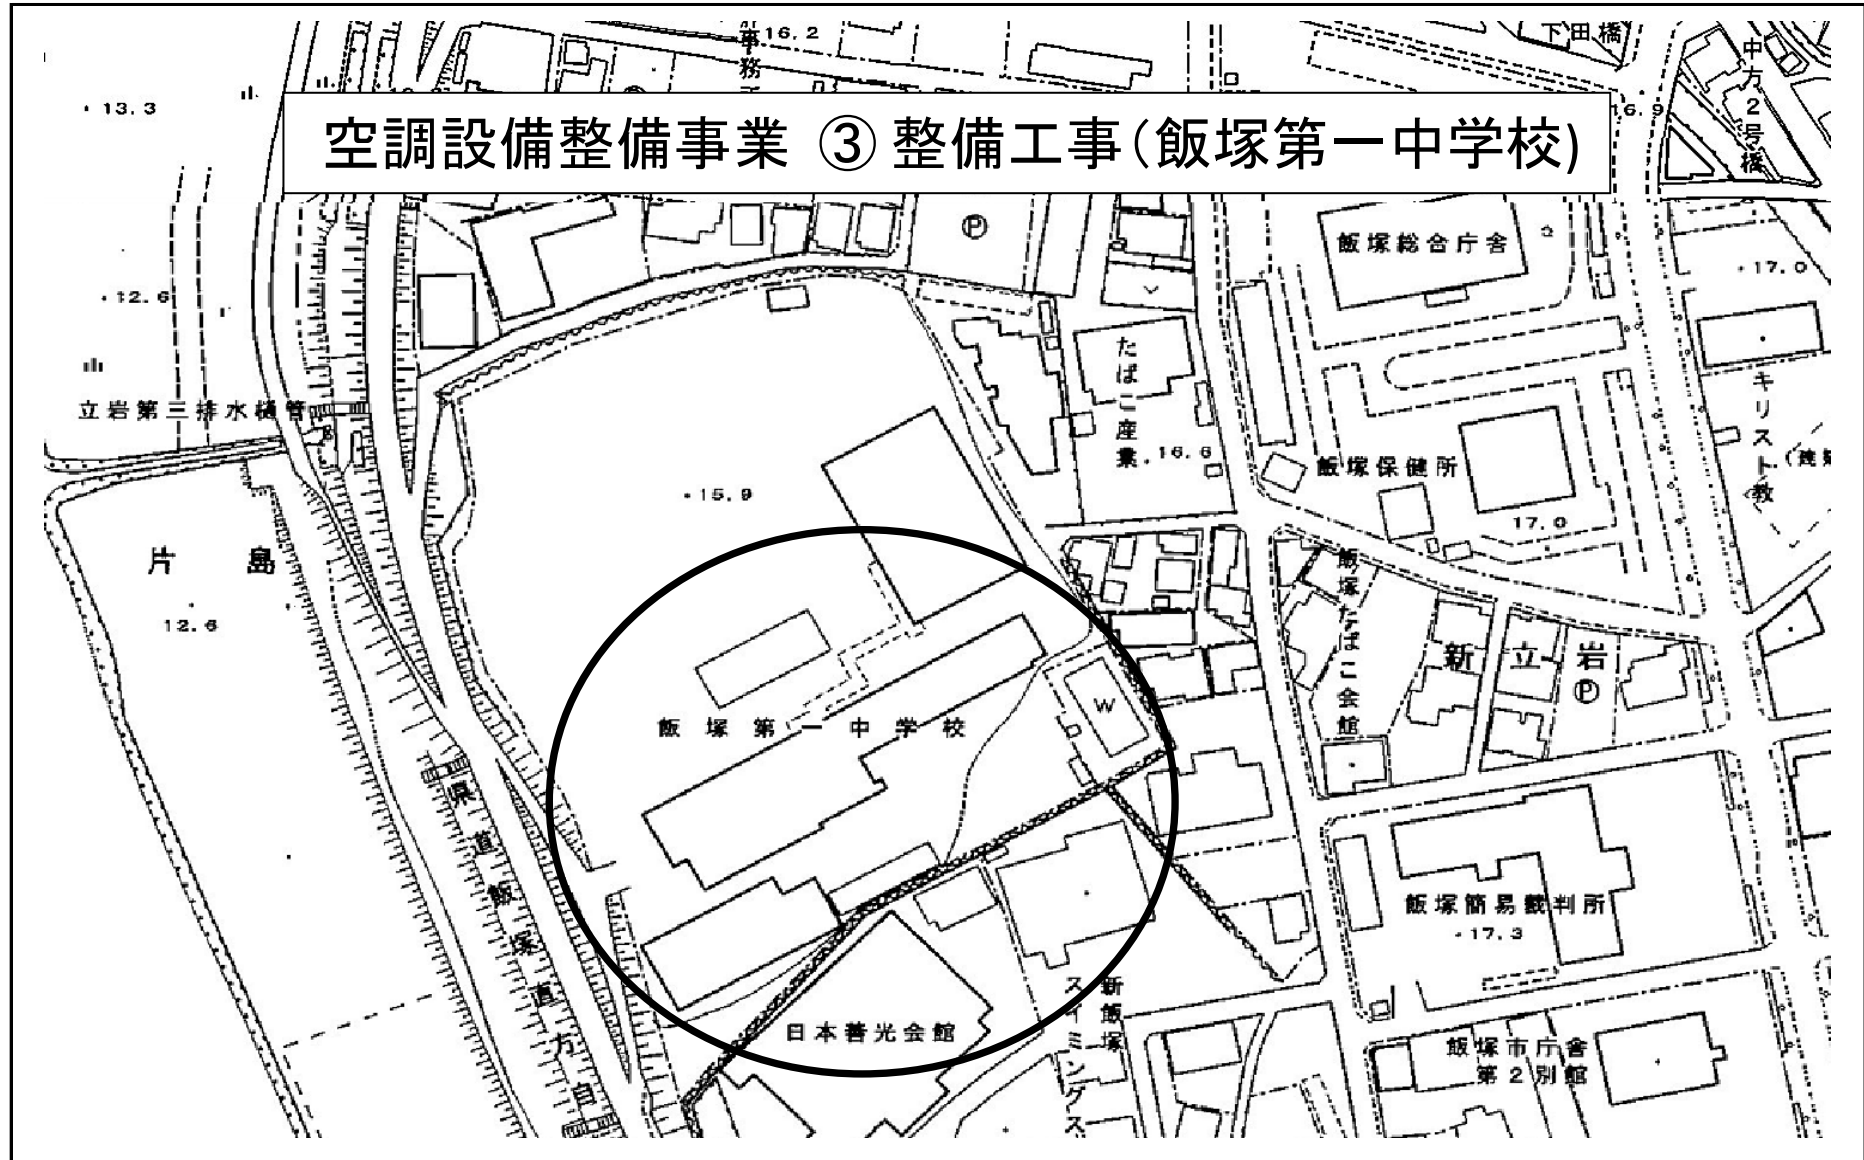 空調設備整備事業 ③ 整備工事(飯塚第一中学校)
16.2
下田橋
中方2号橋
13.3
16.9
飯塚総合庁舎
P
17.0
12.6
たばこ産業
キリスト教
立岩第三排水樋管
16.6
飯塚保健所
15.9
17.0
片島
12.6
飯塚たばこ会館
新立岩
P
W
飯塚第一中学校
県道飯塚直方自
飯塚簡易裁判所
17.3
新飯塚
スイミングス
日本善光会館
飯塚市庁舎
第2別館